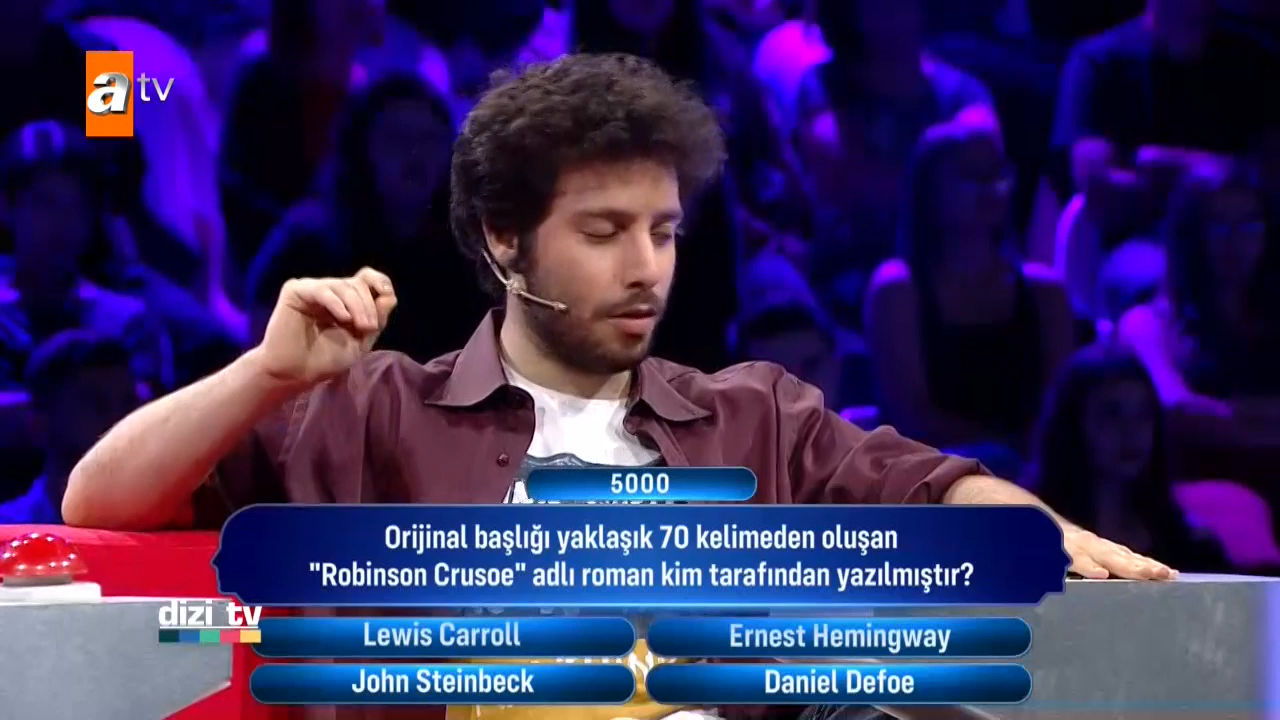 a tv
5000
Orijinal başlığı yaklaşık 70 kelimeden oluşan
"Robinson Crusoe" adlı roman kim tarafından yazılmıştır?
dizi tv
Lewis Carroll
Ernest Hemingway
John Steinbeck
Daniel Defoe